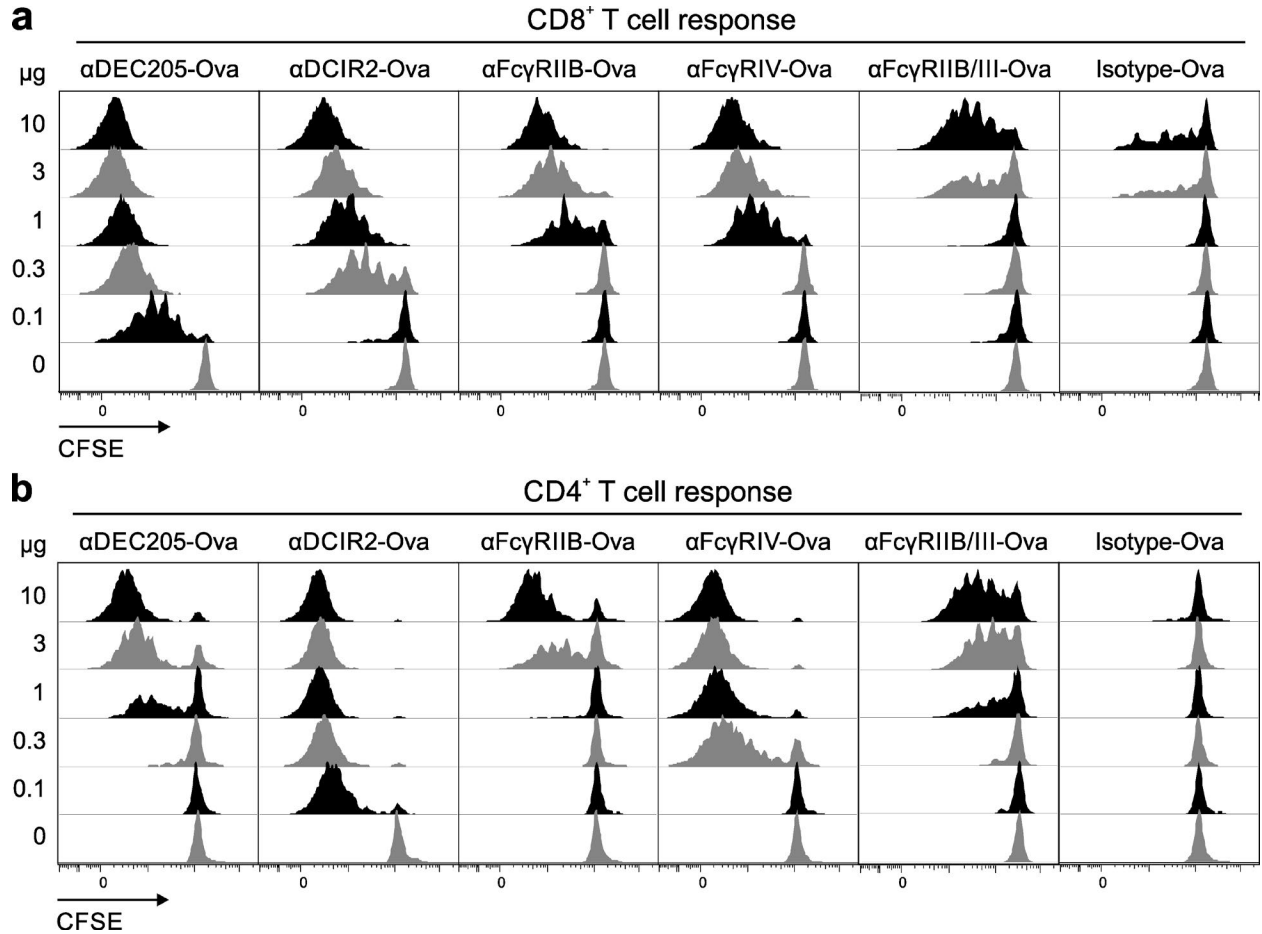 a
CD8⁺ T cell response
µg αDEC205-Ova αDCIR2-Ova αFcγRIIB-Ova αFcγRIV-Ova αFcγRIIB/III-Ova Isotype-Ova
10
3
1
0.3
0.1
0
0 0 0 0 0 0
CFSE
b
CD4⁺ T cell response
µg αDEC205-Ova αDCIR2-Ova αFcγRIIB-Ova αFcγRIV-Ova αFcγRIIB/III-Ova Isotype-Ova
10
3
1
0.3
0.1
0
0 0 0 0 0 0
CFSE